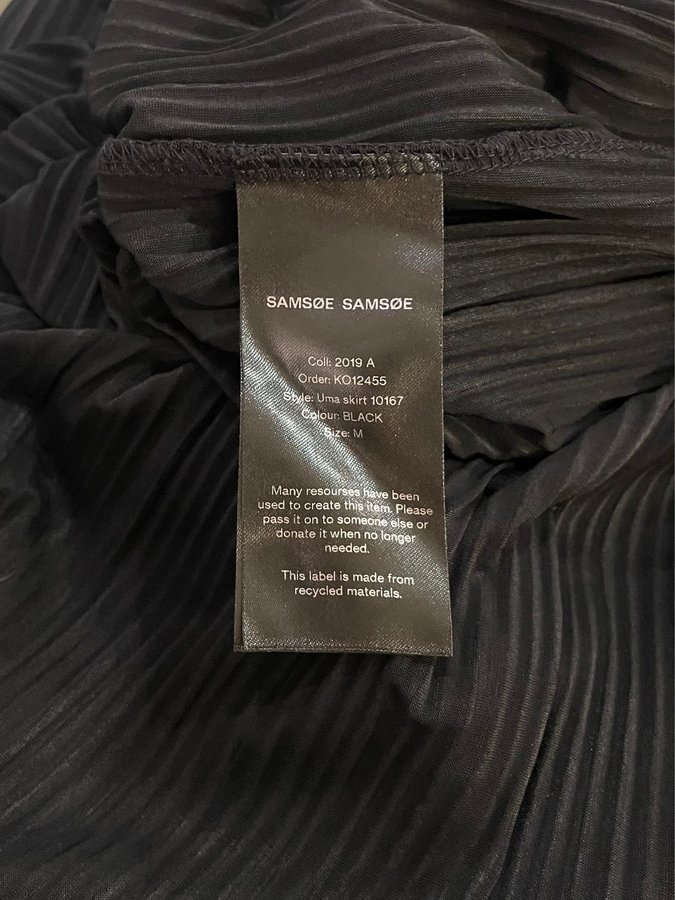 SAMSØE SAMSØE
Coll: 2019 A
Order: KO12455
Style: Uma skirt 10167
Colour: BLACK
Size: M
Many resourses have been
used to create this item. Please
pass it on to someone else or
donate it when no longer
needed.
This label is made from
recycled materials.